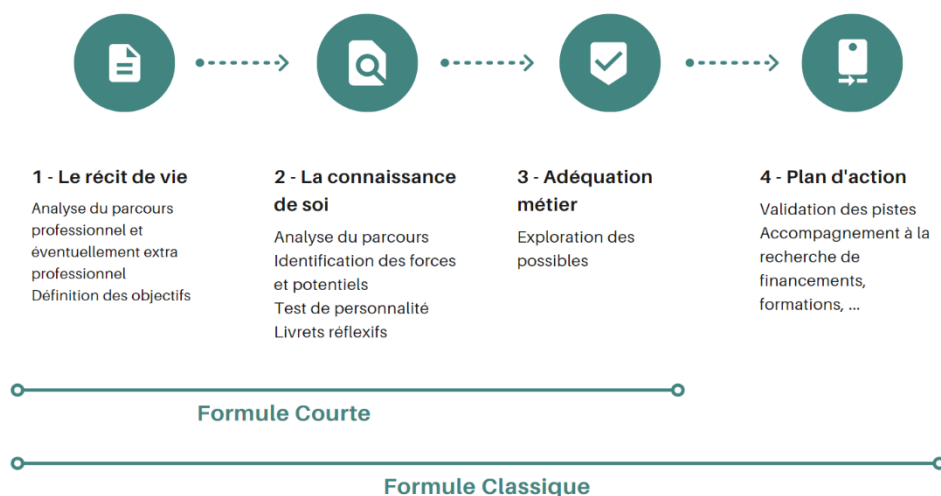 1 - Le récit de vie
Analyse du parcours
professionnel et
éventuellement extra
professionnel
Définition des objectifs
2 - La connaissance
de soi
Analyse du parcours
Identification des forces
et potentiels
Test de personnalité
Livrets réflexifs
3 - Adéquation
métier
Exploration des
possibles
4 - Plan d'action
Validation des pistes
Accompagnement à la
recherche de
financements,
formations, ...
Formule Courte
Formule Classique